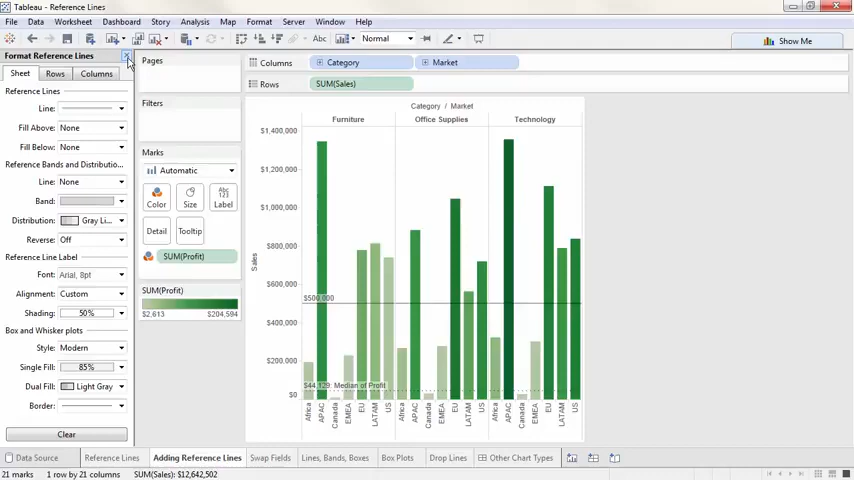 Tableau - Reference Lines
File Data Worksheet Dashboard Story Analysis Map Format Server Window Help
Abc Normal Show Me
Format Reference Lines
Sheet Rows Columns
Reference Lines
Line:
Fill Above: None
Fill Below: None
Reference Bands and Distributio...
Line: None
Band:
Distribution: Gray Li...
Reverse: Off
Reference Line Label
Font: Arial, 8pt
Alignment: Custom
Shading: 50%
Box and Whisker plots
Style: Modern
Single Fill: 85%
Dual Fill: Light Gray
Border:
Clear
Pages
Filters
Marks
Automatic
Color Size Abc 123 Label
Detail Tooltip
SUM(Profit)
SUM(Profit)
$2,613 $204,594
Columns Category Market
Rows SUM(Sales)
Category / Market
Furniture Office Supplies Technology
$1,400,000
$1,200,000
$1,000,000
$800,000
$600,000
$400,000
$200,000
$0
Sales
$500,000
$44,129: Median of Profit
Africa APAC Canada EMEA EU LATAM US Africa APAC Canada EMEA EU LATAM US Africa APAC Canada EMEA EU LATAM US
Data Source Reference Lines Adding Reference Lines Swap Fields Lines, Bands, Boxes Box Plots Drop Lines Other Chart Types
21 marks 1 row by 21 columns SUM(Sales): $12,642,502